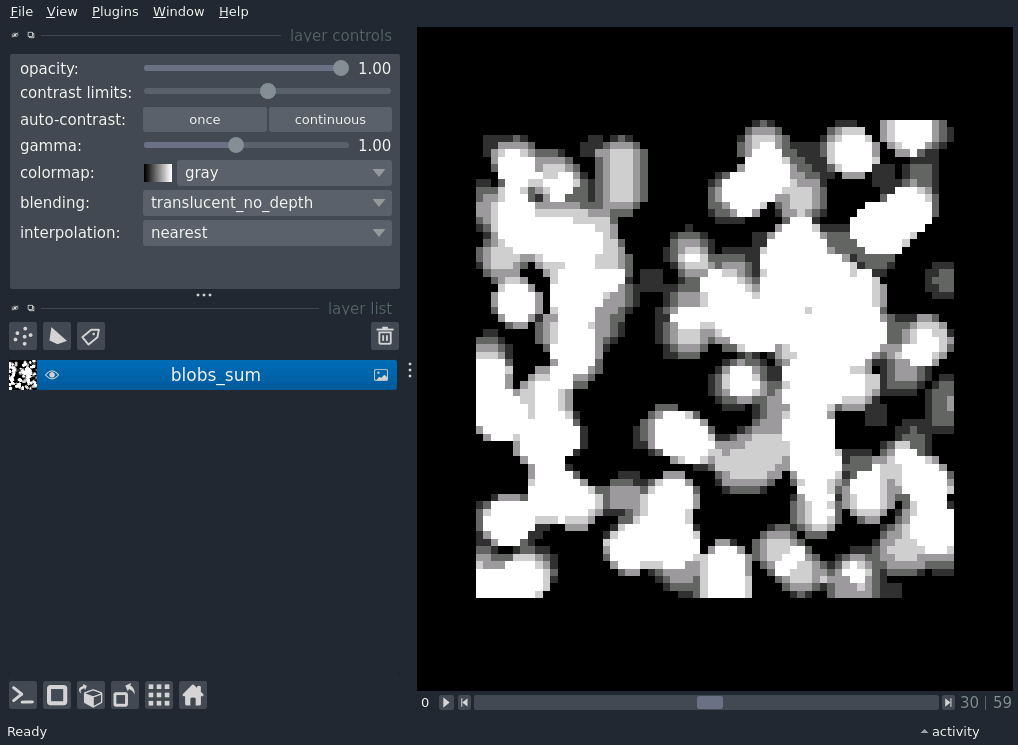 File View Plugins Window Help
layer controls
opacity: 1.00
contrast limits:
auto-contrast: once continuous
gamma: 1.00
colormap: gray
blending: translucent_no_depth
interpolation: nearest
layer list
blobs_sum
0 30 | 59
Ready activity